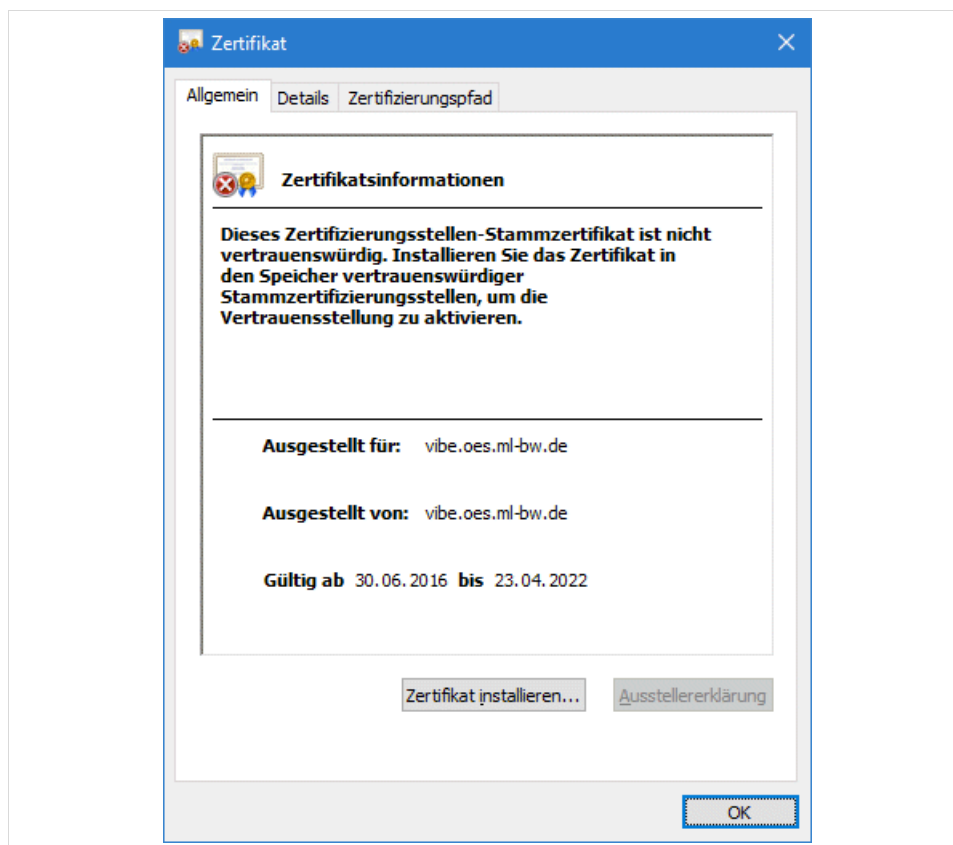 Zertifikat
Allgemein Details Zertifizierungspfad
Zertifikatsinformationen
Dieses Zertifizierungsstellen-Stammzertifikat ist nicht
vertrauenswürdig. Installieren Sie das Zertifikat in
den Speicher vertrauenswürdiger
Stammzertifizierungsstellen, um die
Vertrauensstellung zu aktivieren.
Ausgestellt für: vibe.oes.ml-bw.de
Ausgestellt von: vibe.oes.ml-bw.de
Gültig ab 30.06.2016 bis 23.04.2022
Zertifikat installieren... Ausstellererklärung
OK